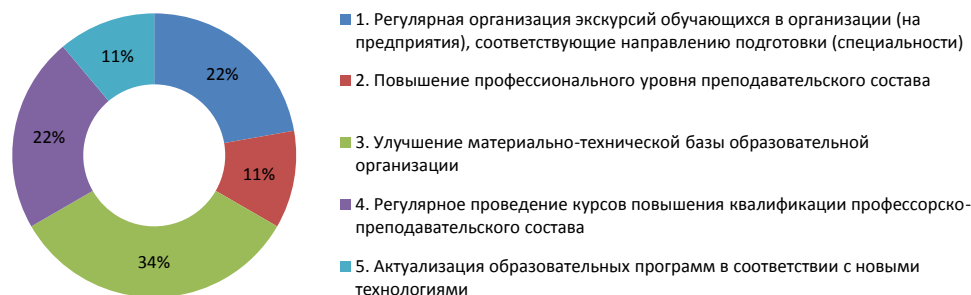 11%
22%
22%
11%
34%
1. Регулярная организация экскурсий обучающихся в организации (на
предприятия), соответствующие направлению подготовки (специальности)
2. Повышение профессионального уровня преподавательского состава
3. Улучшение материально-технической базы образовательной
организации
4. Регулярное проведение курсов повышения квалификации профессорско-
преподавательского состава
5. Актуализация образовательных программ в соответствии с новыми
технологиями